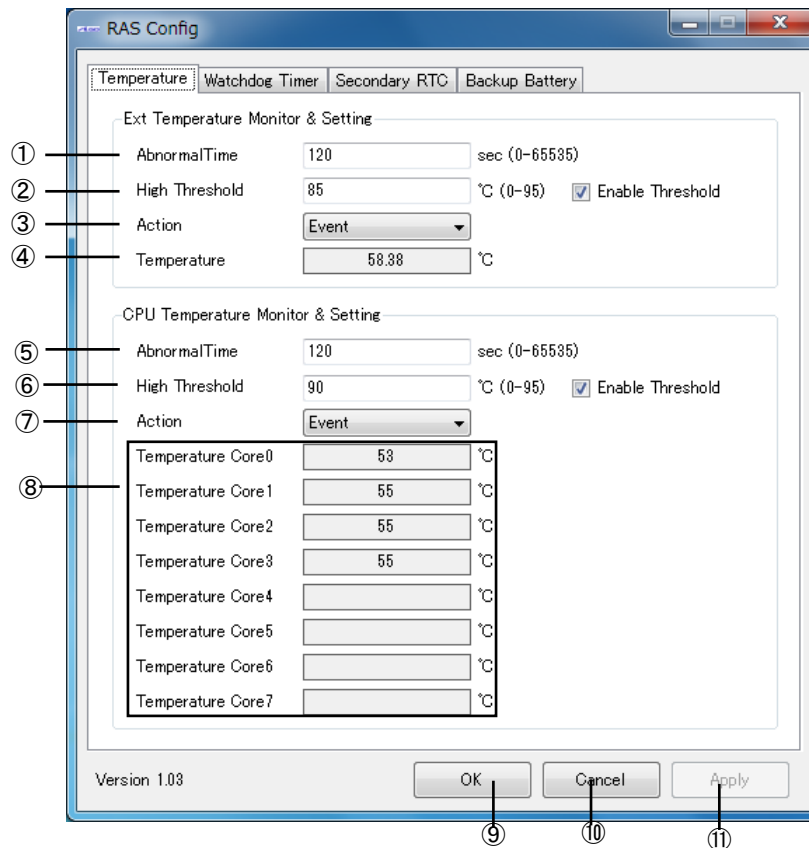 RAS Config
Temperature Watchdog Timer Secondary RTC Backup Battery
Ext Temperature Monitor & Setting
① AbnormalTime 120 sec (0-65535)
② High Threshold 85 ℃ (0-95) Enable Threshold
③ Action Event
④ Temperature 58.38 ℃
CPU Temperature Monitor & Setting
⑤ AbnormalTime 120 sec (0-65535)
⑥ High Threshold 90 ℃ (0-95) Enable Threshold
⑦ Action Event
Temperature Core0 53 ℃
⑧ Temperature Core1 55 ℃
Temperature Core2 55 ℃
Temperature Core3 55 ℃
Temperature Core4 ℃
Temperature Core5 ℃
Temperature Core6 ℃
Temperature Core7 ℃
Version 1.03 OK Cancel Apply
⑨ ⑩ ⑪